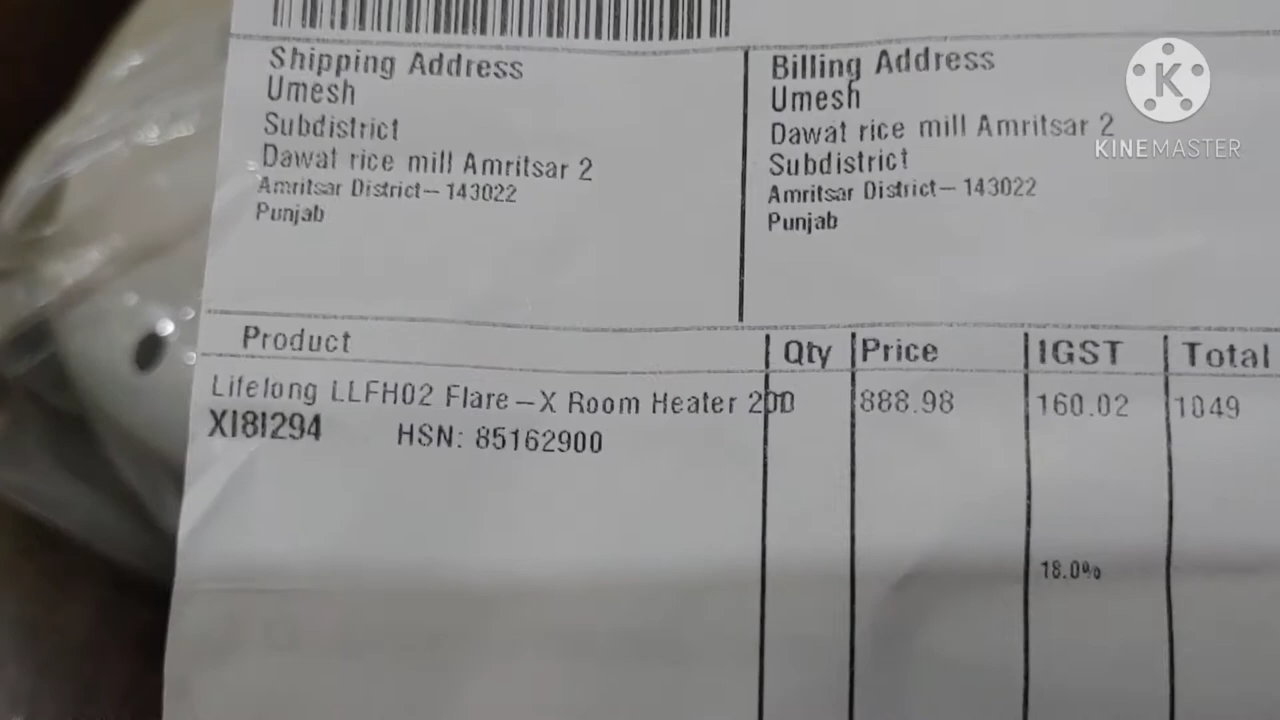 Shipping Address
Umesh
Subdistrict
Dawat rice mill Amritsar 2
Amritsar District– 143022
Punjab
Billing Address
Umesh
Dawat rice mill Amritsar 2
Subdistrict
Amritsar District– 143022
Punjab
K
KINEMASTER
Product Qty Price IGST Total
Lifelong LLFH02 Flare–X Room Heater 888.98 160.02 1049
X181294 HSN: 85162900
18.0%